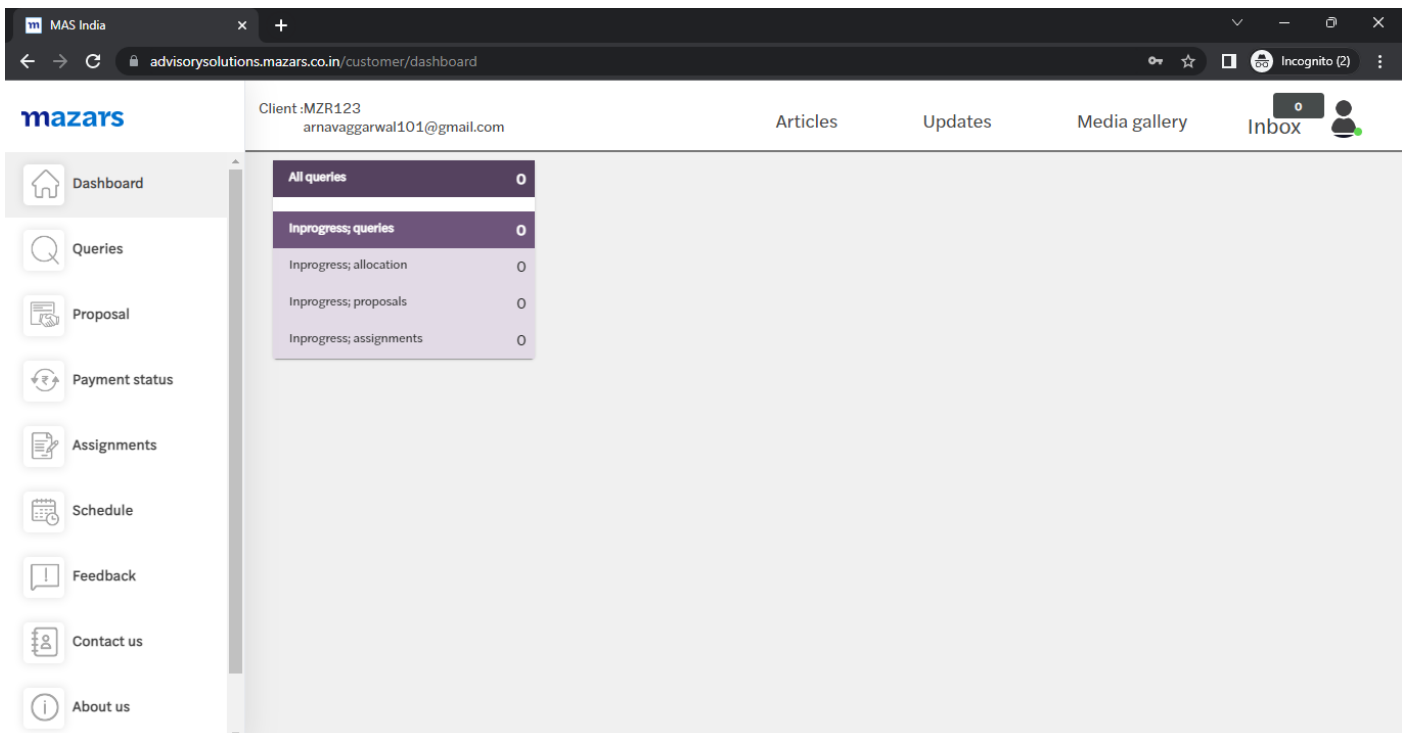 m MAS India
advisorysolutions.mazars.co.in/customer/dashboard
Incognito (2)
mazars
Client :MZR123
arnavaggarwal101@gmail.com
Articles
Updates
Media gallery
0
Inbox
Dashboard
Queries
Proposal
Payment status
Assignments
Schedule
Feedback
Contact us
About us
All queries 0
Inprogress; queries 0
Inprogress; allocation 0
Inprogress; proposals 0
Inprogress; assignments 0